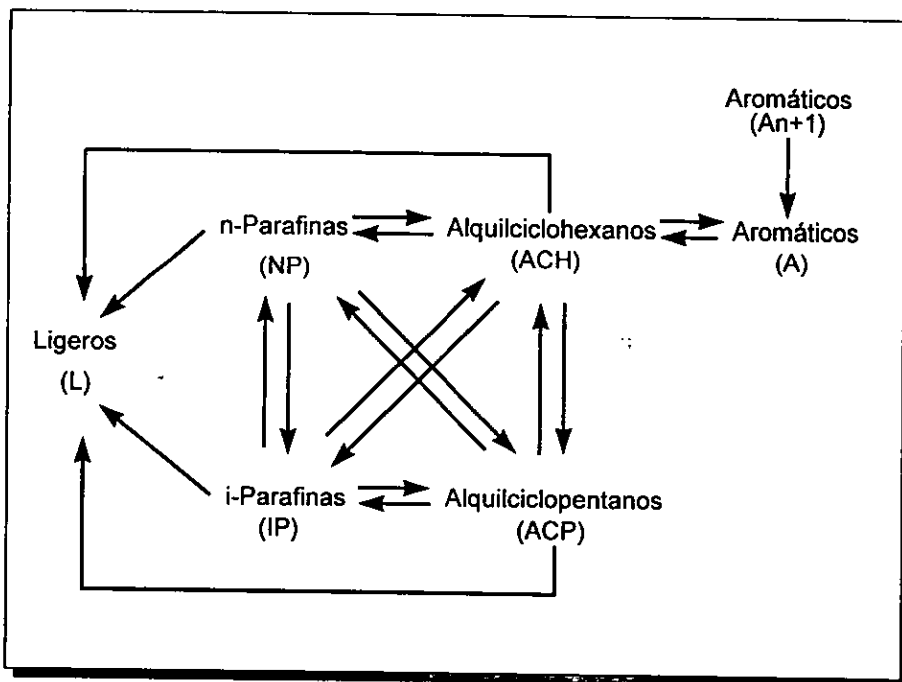 Aromáticos
(An+1)
n-Parafinas
(NP)
Alquilciclohexanos
(ACH)
Aromáticos
(A)
Ligeros
(L)
i-Parafinas
(IP)
Alquilciclopentanos
(ACP)